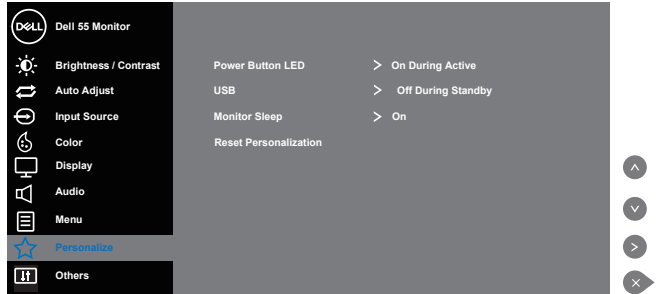 DELL Dell 55 Monitor
Brightness / Contrast Power Button LED > On During Active
Auto Adjust USB > Off During Standby
Input Source Monitor Sleep > On
Color Reset Personalization
Display
Audio
Menu
Personalize
Others